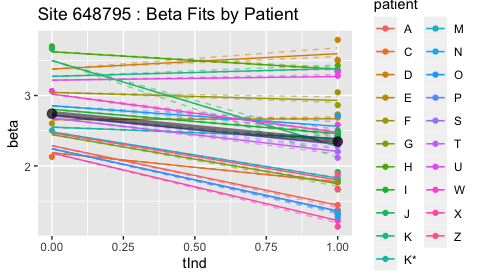 Site 648795 : Beta Fits by Patient
patient
3
2
beta
0.00 0.25 0.50 0.75 1.00
tInd
A
C
D
E
F
G
H
I
J
K
K*
M
N
O
P
S
T
U
W
X
Z